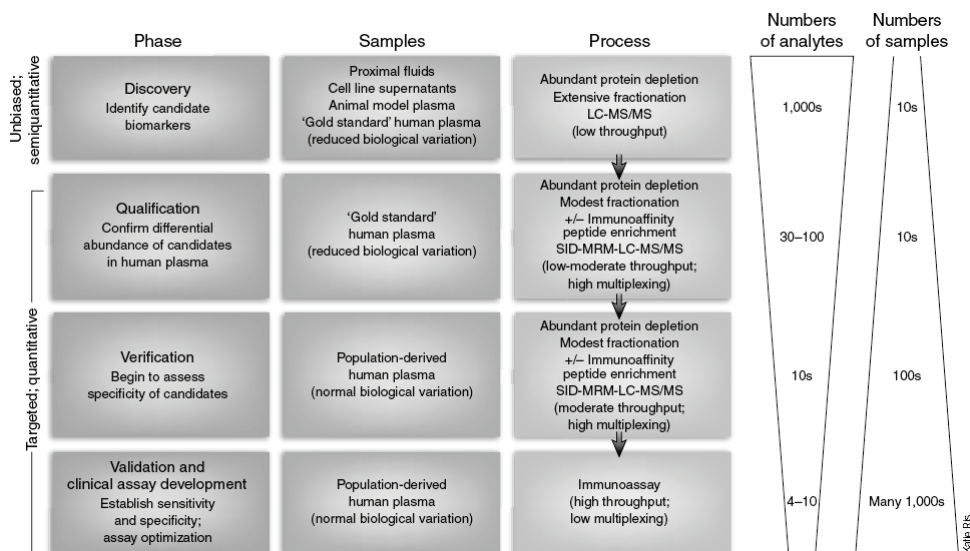 Numbers
of analytes
Numbers
of samples
Phase
Samples
Process
Unbiased;
semiquantitative
Discovery
Identify candidate
biomarkers
Proximal fluids
Cell line supernatants
Animal model plasma
‘Gold standard’ human plasma
(reduced biological variation)
Abundant protein depletion
Extensive fractionation
LC-MS/MS
(low throughput)
1,000s
10s
Targeted; quantitative
Qualification
Confirm differential
abundance of candidates
in human plasma
‘Gold standard’
human plasma
(reduced biological variation)
Abundant protein depletion
Modest fractionation
+/– Immunoaffinity
peptide enrichment
SID-MRM-LC-MS/MS
(low-moderate throughput;
high multiplexing)
30–100
10s
Verification
Begin to assess
specificity of candidates
Population-derived
human plasma
(normal biological variation)
Abundant protein depletion
Modest fractionation
+/– Immunoaffinity
peptide enrichment
SID-MRM-LC-MS/MS
(moderate throughput;
high multiplexing)
10s
100s
Validation and
clinical assay development
Establish sensitivity
and specificity;
assay optimization
Population-derived
human plasma
(normal biological variation)
Immunoassay
(high throughput;
low multiplexing)
4–10
Many 1,000s
Katie Ris